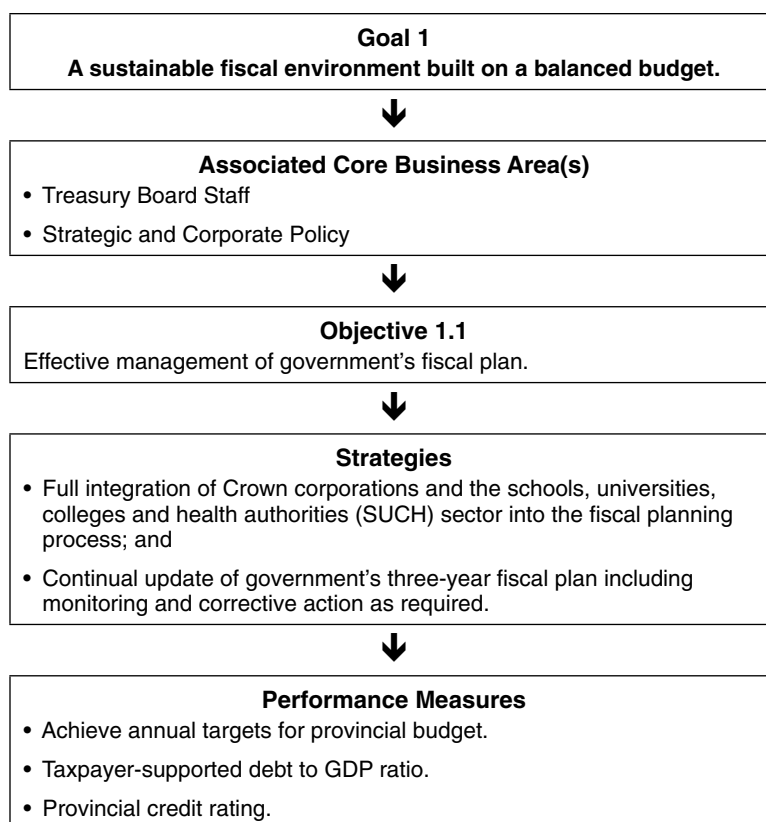 Goal 1
A sustainable fiscal environment built on a balanced budget.
Associated Core Business Area(s)
• Treasury Board Staff
• Strategic and Corporate Policy
Objective 1.1
Effective management of government’s fiscal plan.
Strategies
• Full integration of Crown corporations and the schools, universities,
colleges and health authorities (SUCH) sector into the fiscal planning
process; and
• Continual update of government’s three-year fiscal plan including
monitoring and corrective action as required.
Performance Measures
• Achieve annual targets for provincial budget.
• Taxpayer-supported debt to GDP ratio.
• Provincial credit rating.